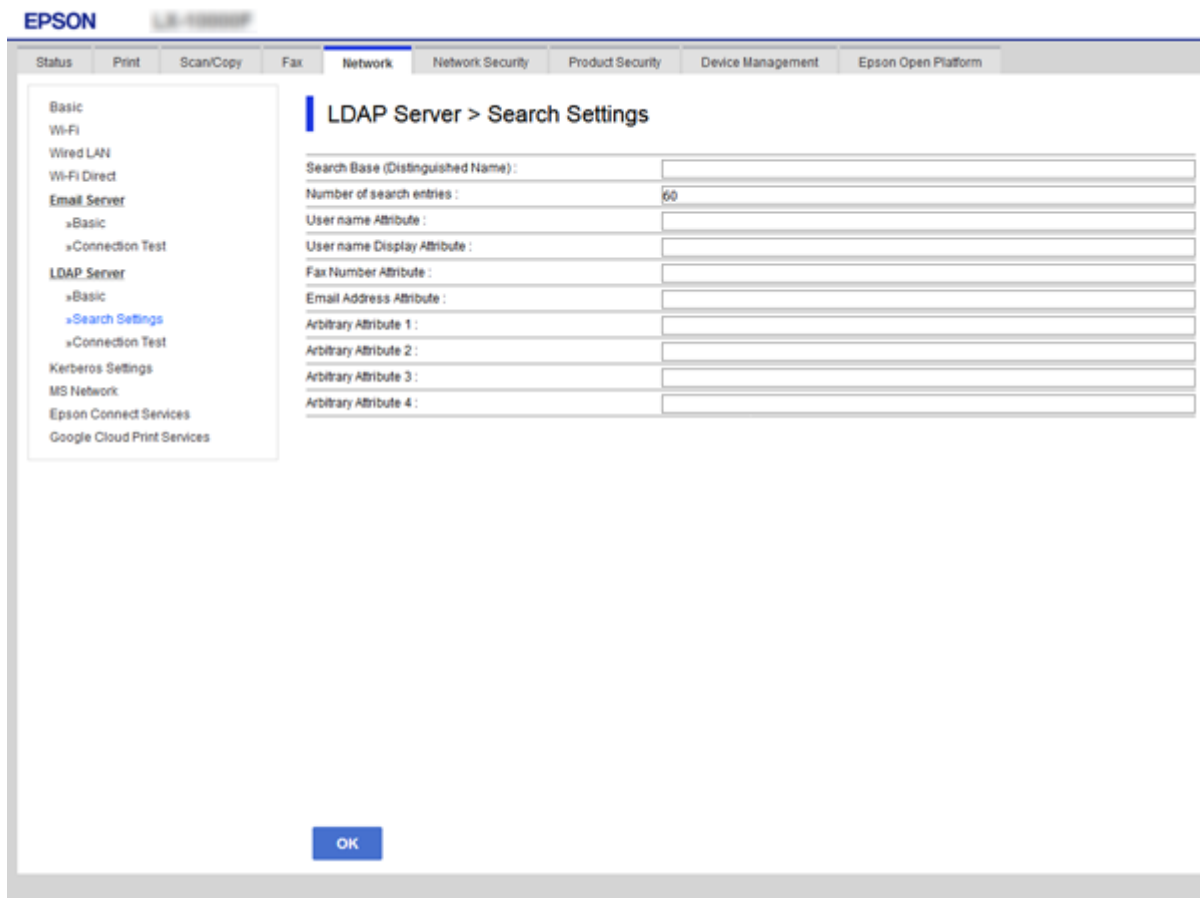 EPSON
Status Print Scan/Copy Fax Network Network Security Product Security Device Management Epson Open Platform
Basic
Wi-Fi
Wired LAN
Wi-Fi Direct
Email Server
»Basic
»Connection Test
LDAP Server
»Basic
»Search Settings
»Connection Test
Kerberos Settings
MS Network
Epson Connect Services
Google Cloud Print Services
LDAP Server > Search Settings
Search Base (Distinguished Name) :
Number of search entries : 60
User name Attribute :
User name Display Attribute :
Fax Number Attribute :
Email Address Attribute :
Arbitrary Attribute 1 :
Arbitrary Attribute 2 :
Arbitrary Attribute 3 :
Arbitrary Attribute 4 :
OK